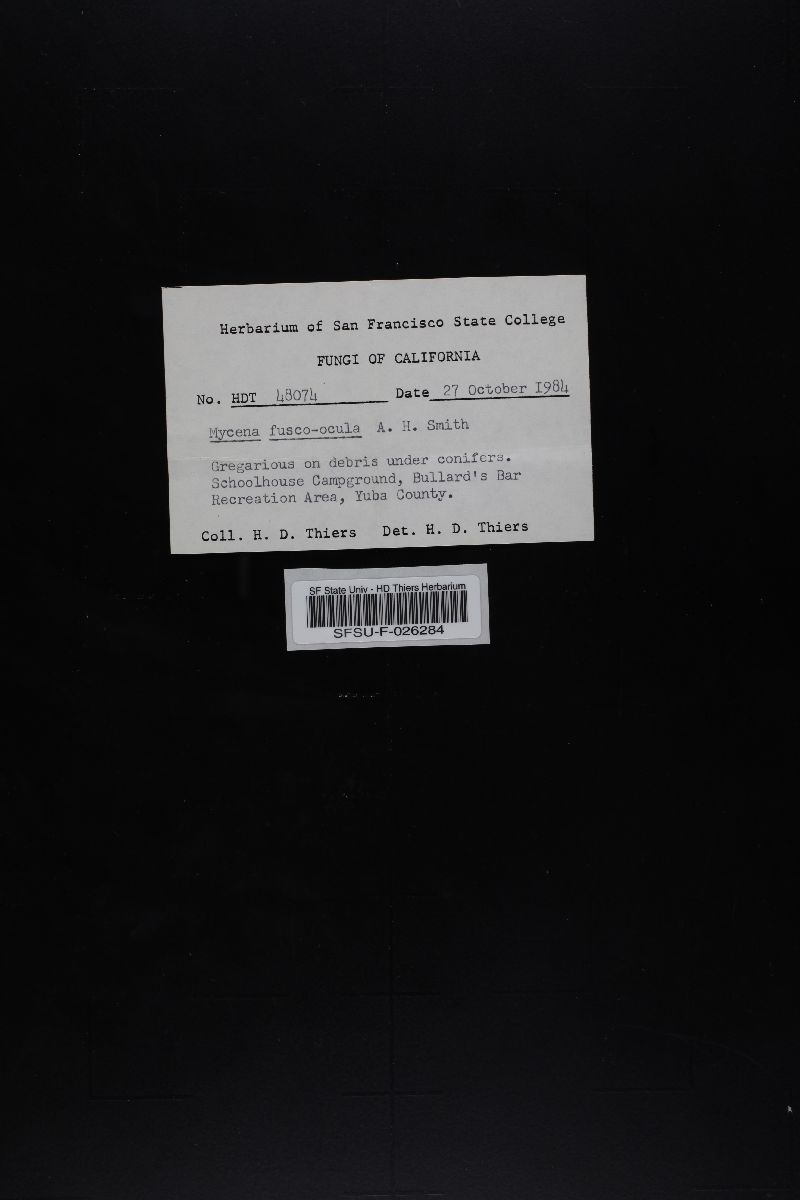 Herbarium of San Francisco State College
FUNGI OF CALIFORNIA
No. HDT 48074 Date 27 October 1984
Mycena fusco-ocula A. H. Smith
Gregarious on debris under conifers.
Schoolhouse Campground, Bullard's Bar
Recreation Area, Yuba County.
Coll. H. D. Thiers Det. H. D. Thiers
SF State Univ - HD Thiers Herbarium
SFSU-F-026284